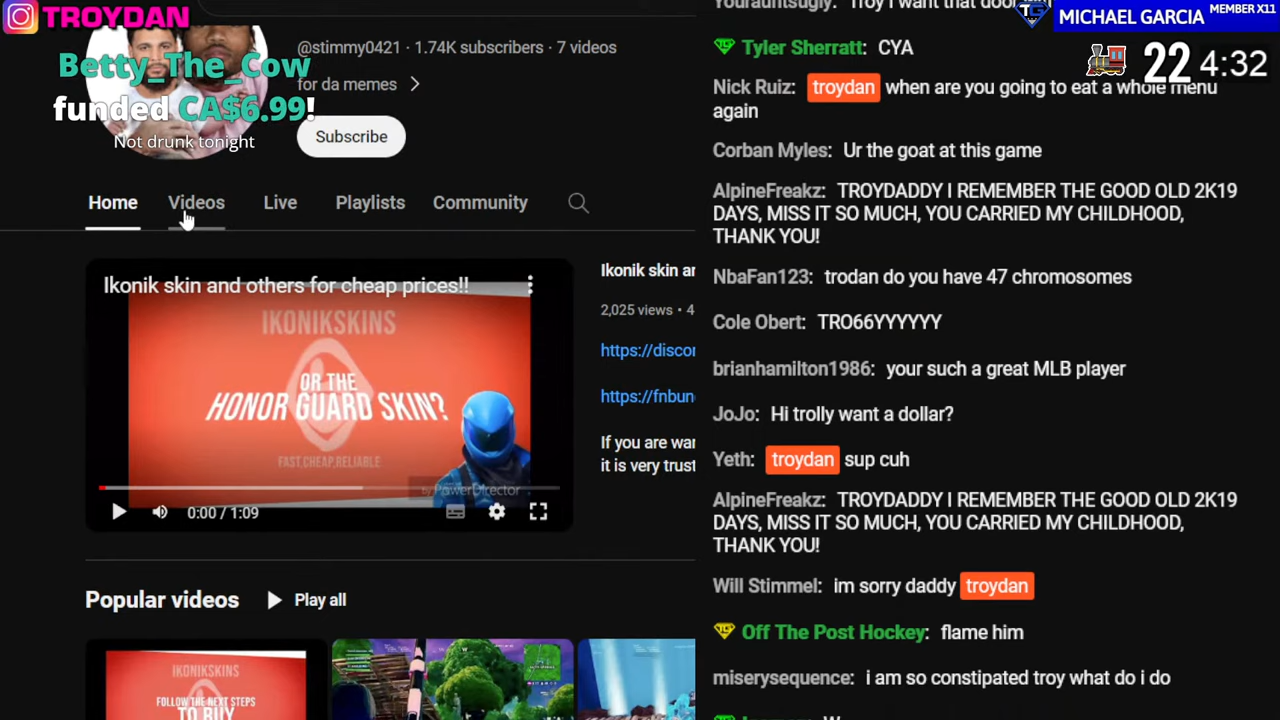 TROYDAN
Betty_The_Cow
funded CA$6.99!
Not drunk tonight
@stimmy0421 · 1.74K subscribers · 7 videos
for da memes
Subscribe
Home Videos Live Playlists Community
Ikonik skin and others for cheap prices!!
IKONIKSKINS
OR THE
HONOR GUARD SKIN?
FAST.CHEAP.RELIABLE
by PowerDirector
0:00 / 1:09
Ikonik skin ar
2,025 views • 4
https://discor
https://fnbun
If you are wan
it is very trust
Popular videos Play all
IKONIKSKINS
FOLLOW THE NEXT STEPS
TO BUY
MICHAEL GARCIA MEMBER X11
22 4:32
Yourauntsugly: Troy I want that
Tyler Sherratt: CYA
Nick Ruiz: troydan when are you going to eat a whole menu
again
Corban Myles: Ur the goat at this game
AlpineFreakz: TROYDADDY I REMEMBER THE GOOD OLD 2K19
DAYS, MISS IT SO MUCH, YOU CARRIED MY CHILDHOOD,
THANK YOU!
NbaFan123: trodan do you have 47 chromosomes
Cole Obert: TRO66YYYYYY
brianhamilton1986: your such a great MLB player
JoJo: Hi trolly want a dollar?
Yeth: troydan sup cuh
AlpineFreakz: TROYDADDY I REMEMBER THE GOOD OLD 2K19
DAYS, MISS IT SO MUCH, YOU CARRIED MY CHILDHOOD,
THANK YOU!
Will Stimmel: im sorry daddy troydan
Off The Post Hockey: flame him
miserysequence: i am so constipated troy what do i do